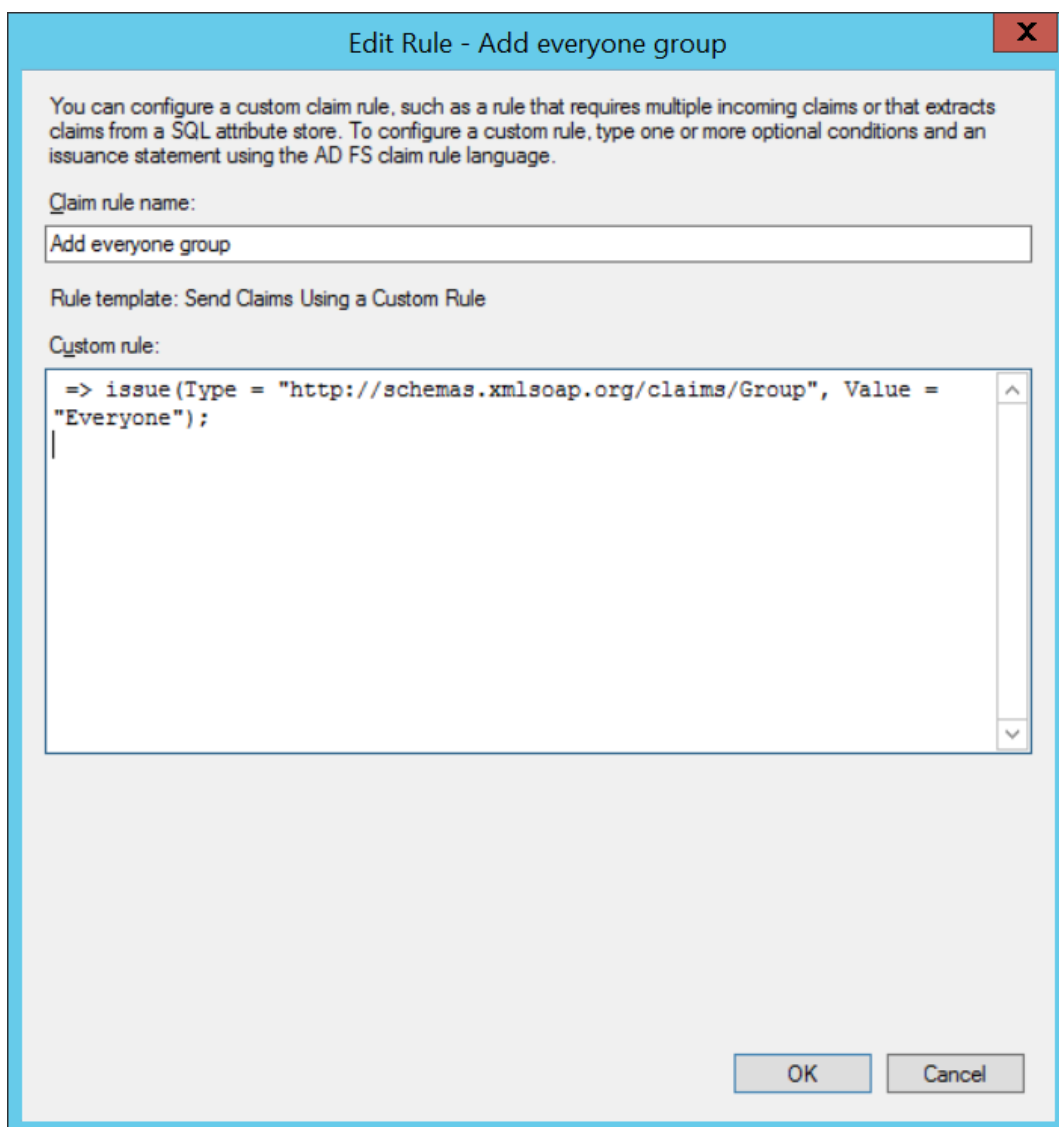 Edit Rule - Add everyone group
X
You can configure a custom claim rule, such as a rule that requires multiple incoming claims or that extracts
claims from a SQL attribute store. To configure a custom rule, type one or more optional conditions and an
issuance statement using the AD FS claim rule language.
Claim rule name:
Add everyone group
Rule template: Send Claims Using a Custom Rule
Custom rule:
=> issue(Type = "http://schemas.xmlsoap.org/claims/Group", Value =
"Everyone");
OK
Cancel